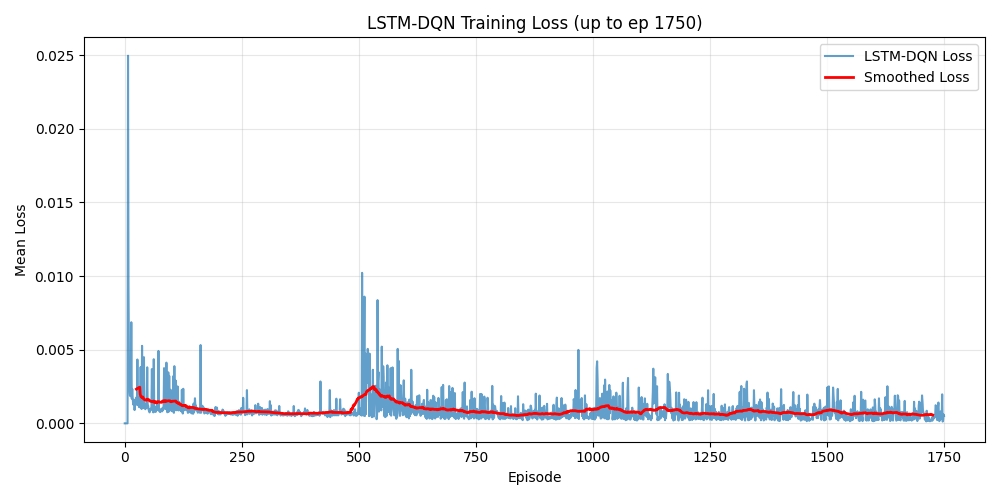 LSTM-DQN Training Loss (up to ep 1750)
LSTM-DQN Loss
Smoothed Loss
Mean Loss
0.025
0.020
0.015
0.010
0.005
0.000
0 250 500 750 1000 1250 1500 1750
Episode